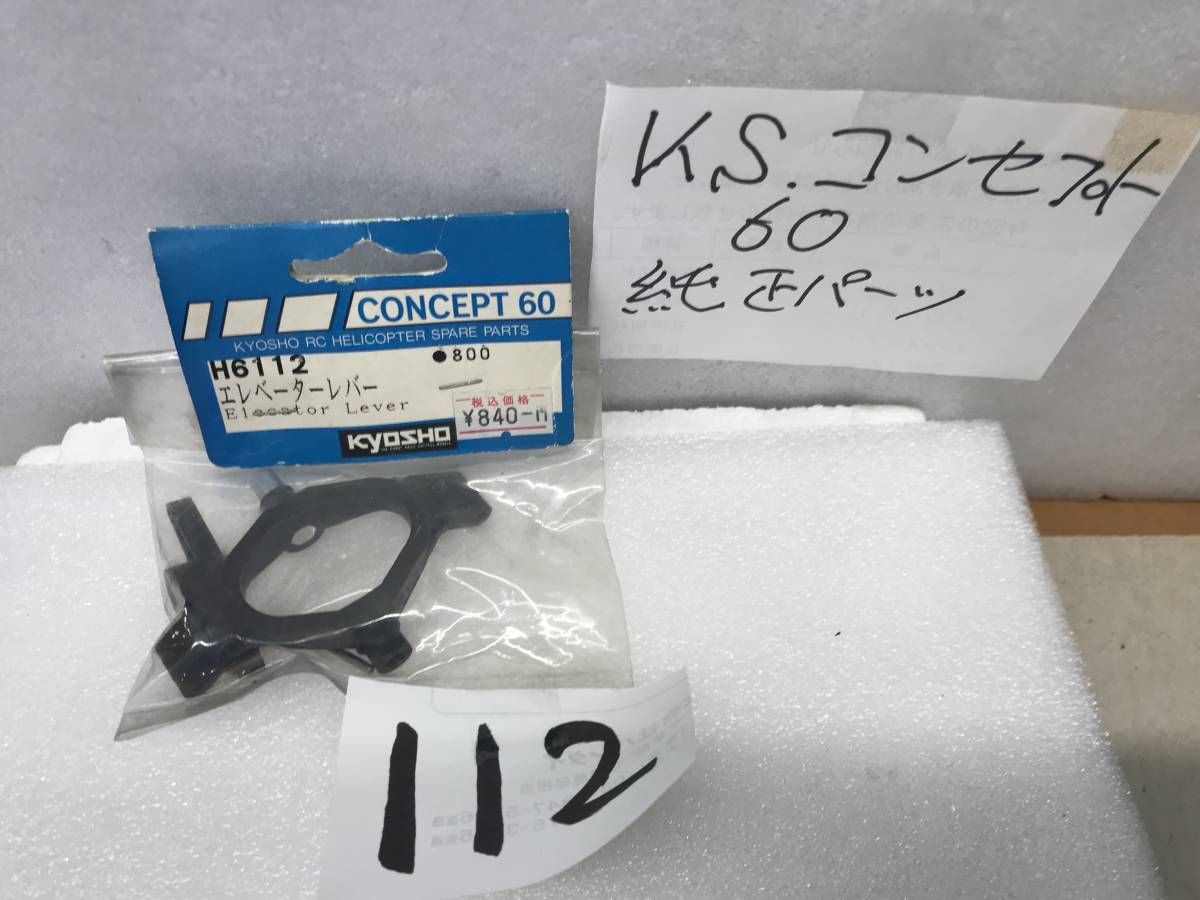 K.S.コンセプト
60
純正パーツ
CONCEPT 60
KYOSHO RC HELICOPTER SPARE PARTS
H6112
●800
エレベーターレバー
Elevator Lever
税込価格
¥840-
KYOSHO
112